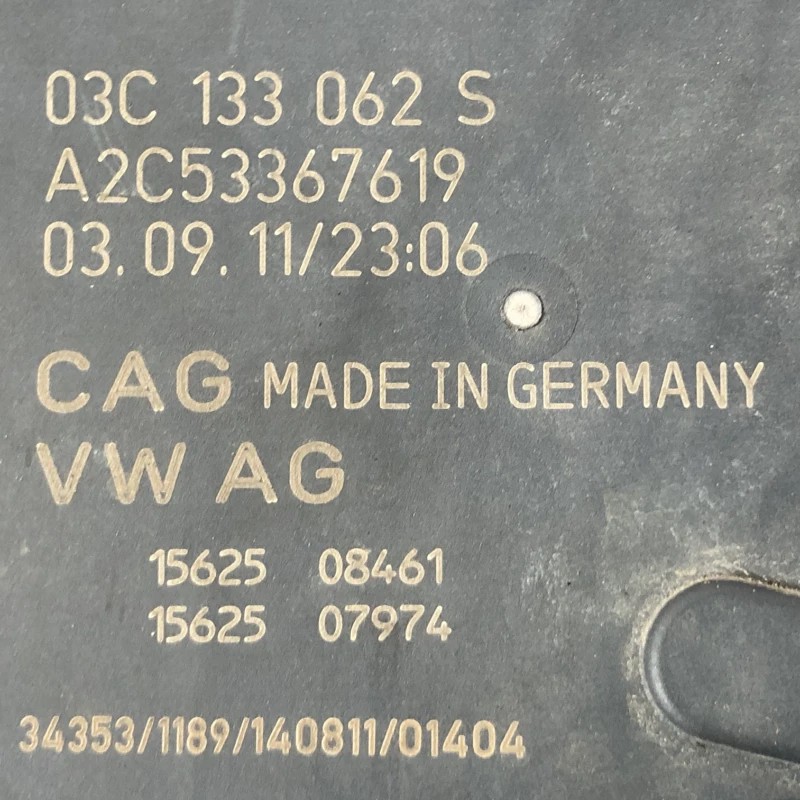 03C 133 062 S
A2C53367619
03.09.11/23:06
CAG MADE IN GERMANY
VW AG
15625 08461
15625 07974
34353/1189/140811/01404